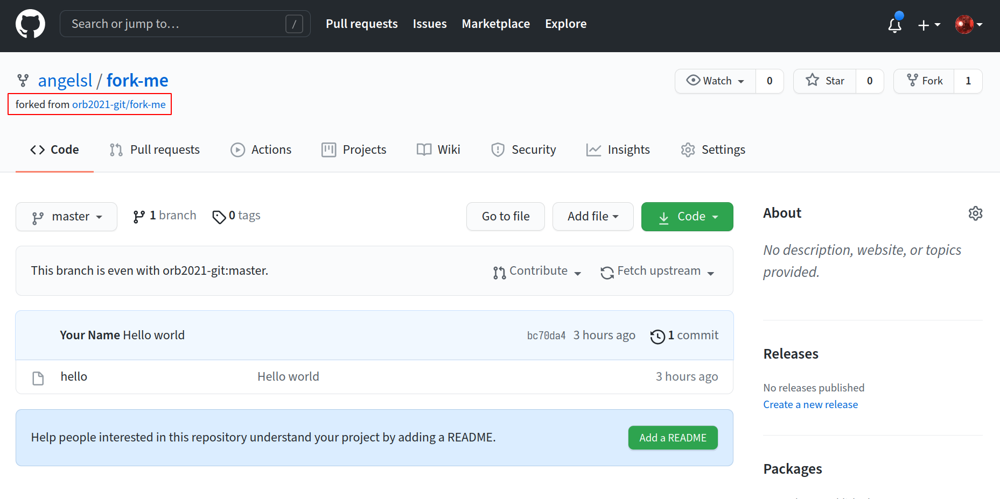 Search or jump to… /
Pull requests Issues Marketplace Explore
angelsl / fork-me
Watch 0 Star 0 Fork 1
forked from orb2021-git/fork-me
Code Pull requests Actions Projects Wiki Security Insights Settings
master 1 branch 0 tags Go to file Add file Code
This branch is even with orb2021-git:master. Contribute Fetch upstream
Your Name Hello world bc70da4 3 hours ago 1 commit
hello Hello world 3 hours ago
Help people interested in this repository understand your project by adding a README. Add a README
About
No description, website, or topics
provided.
Releases
No releases published
Create a new release
Packages